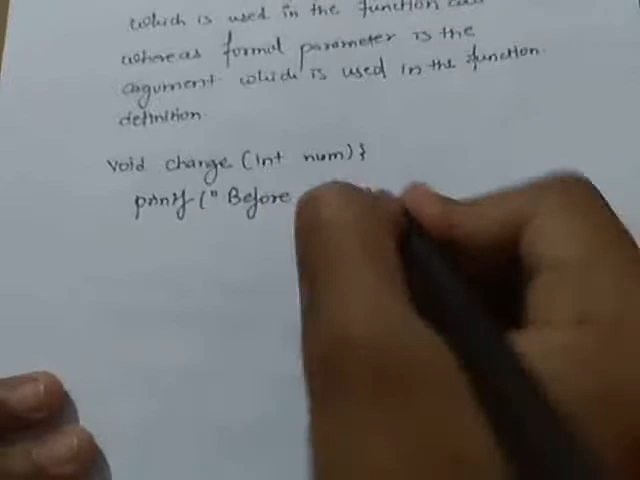 which is used in the function call
whereas formal parameter is the
argument which is used in the function
definition.
void change (int num) }
printf (" Before